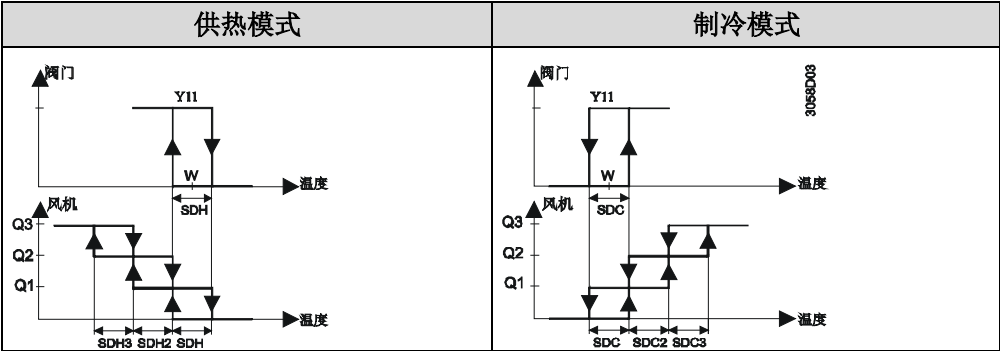 供热模式
制冷模式
阀门
Y11
W
温度
SDH
风机
Q3
Q2
Q1
温度
SDH3 SDH2 SDH
阀门
Y11
W
温度
SDC
风机
Q3
Q2
Q1
温度
SDC SDC2 SDC3
3058D03